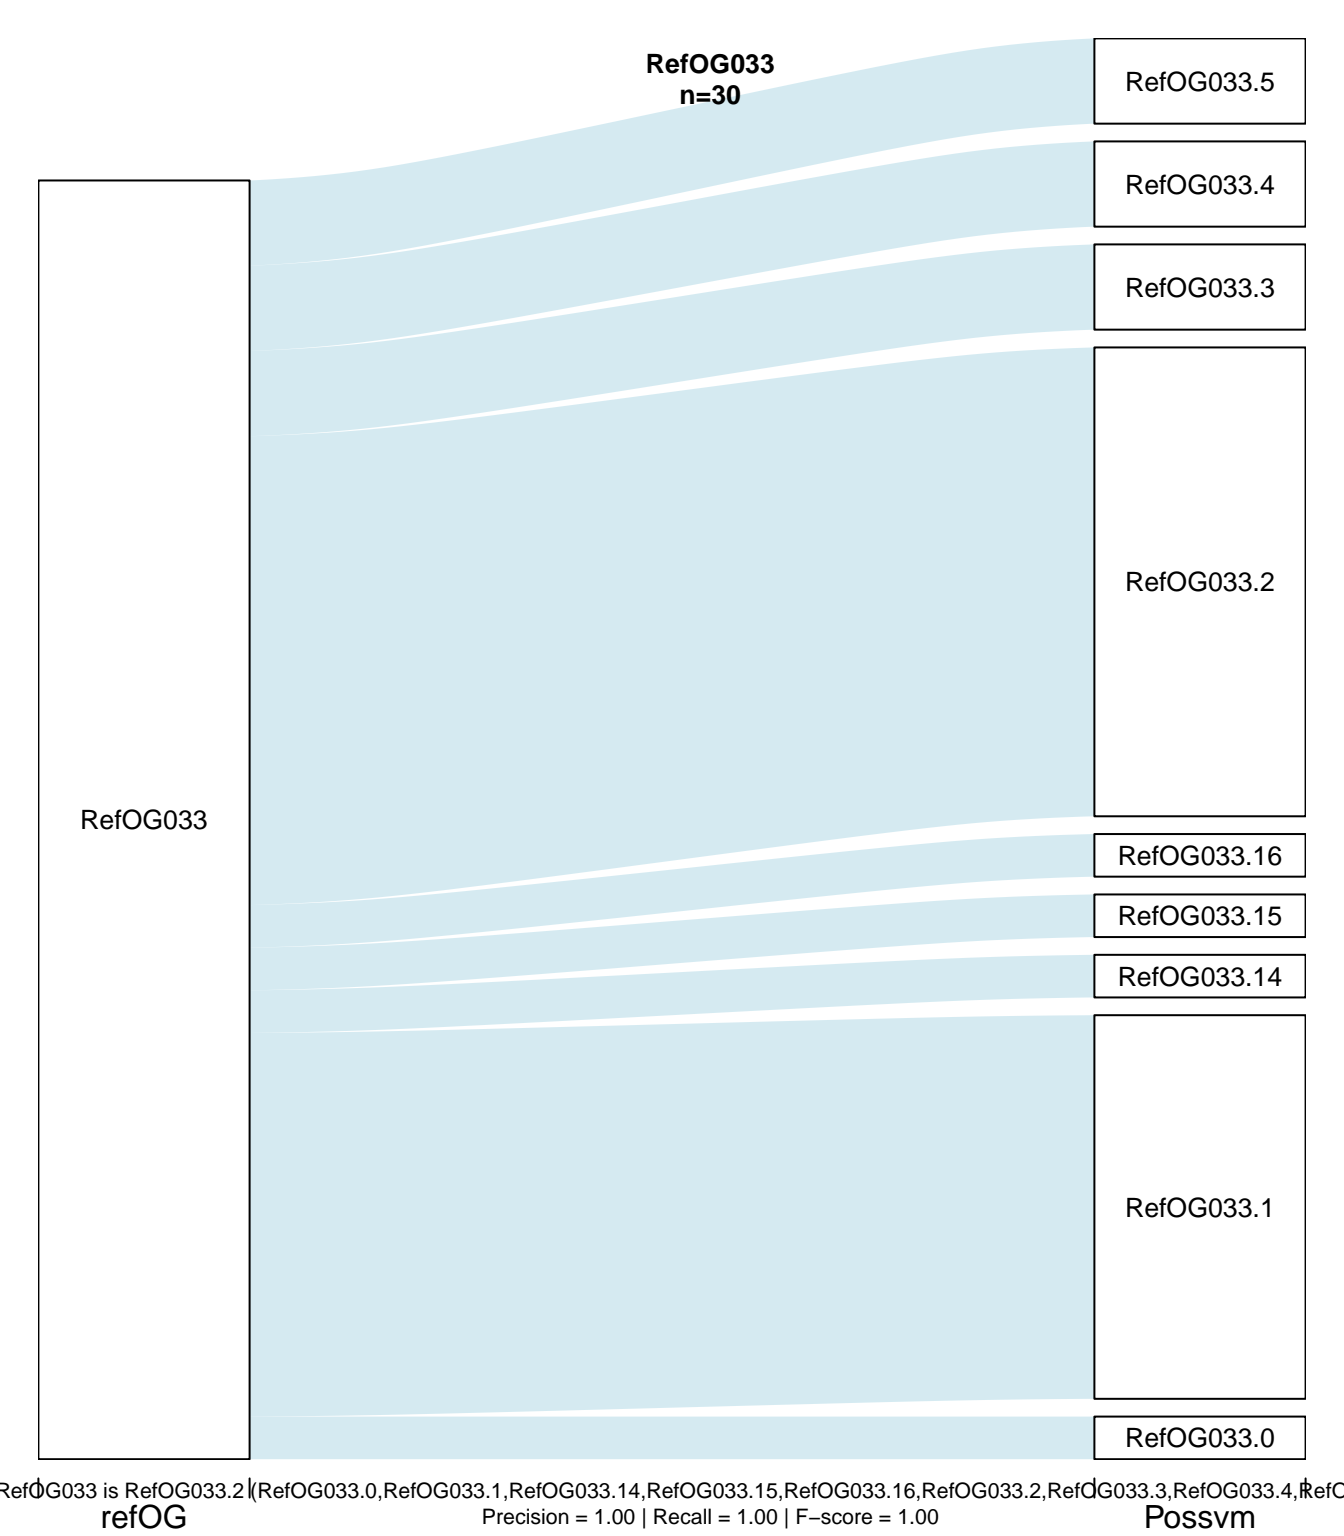 RefOG033
n=30
RefOG033.5
RefOG033.4
RefOG033.3
RefOG033.2
RefOG033
RefOG033.16
RefOG033.15
RefOG033.14
RefOG033.1
RefOG033.0
RefOG033 is RefOG033.2 (RefOG033.0,RefOG033.1,RefOG033.14,RefOG033.15,RefOG033.16,RefOG033.2,RefOG033.3,RefOG033.4,RefO
refOG
Precision = 1.00 | Recall = 1.00 | F−score = 1.00
Possvm